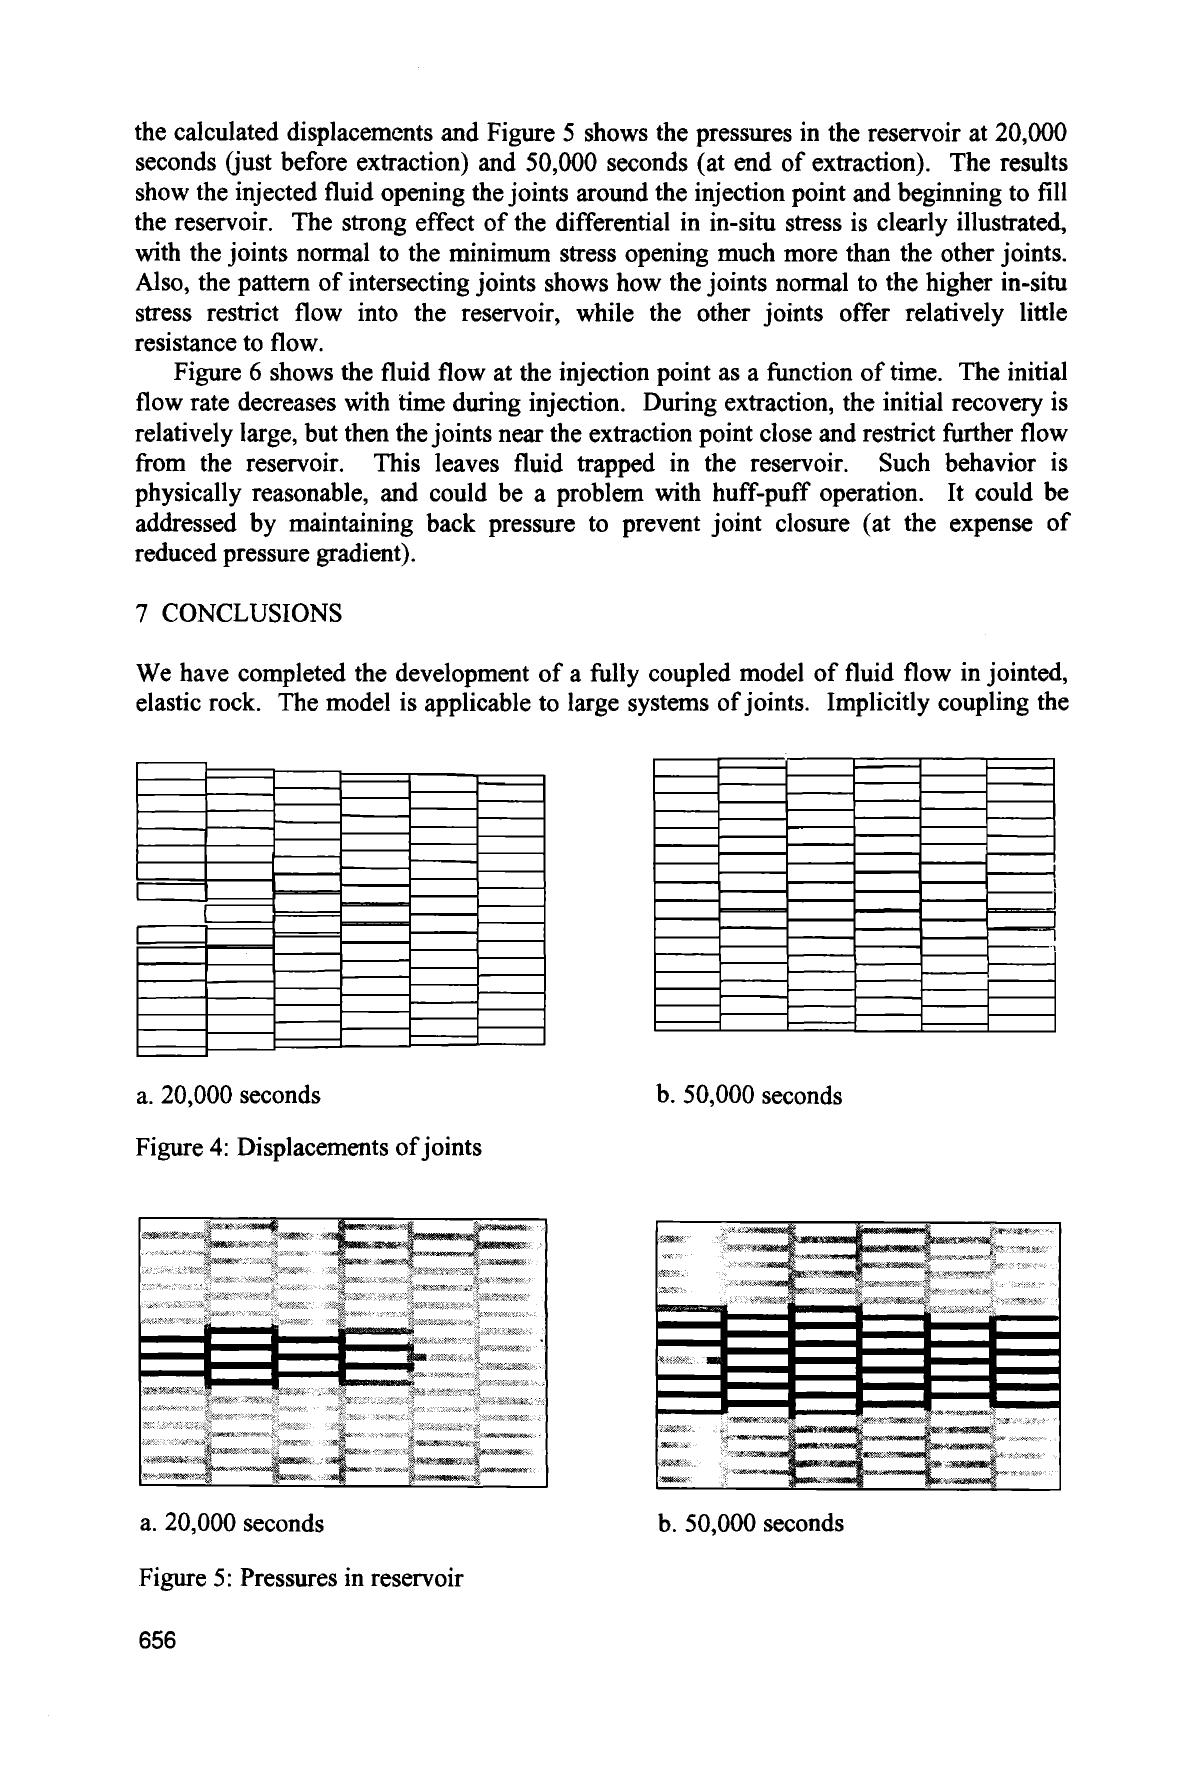 the calculated displacements and Figure 5 shows the pressures in the reservoir at 20,000
seconds (just before extraction) and 50,000 seconds (at end of extraction). The results
show the injected fluid opening the joints around the injection point and beginning to fill
the reservoir. The strong effect of the differential in in-situ stress is clearly illustrated,
with the joints normal to the minimum stress opening much more than the other joints.
Also, the pattern of intersecting joints shows how the joints normal to the higher in-situ
stress restrict flow into the reservoir, while the other joints offer relatively little
resistance to flow.
Figure 6 shows the fluid flow at the injection point as a function of time. The initial
flow rate decreases with time during injection. During extraction, the initial recovery is
relatively large, but then the joints near the extraction point close and restrict further flow
from the reservoir. This leaves fluid trapped in the reservoir. Such behavior is
physically reasonable, and could be a problem with huff-puff operation. It could be
addressed by maintaining back pressure to prevent joint closure (at the expense of
reduced pressure gradient).
7 CONCLUSIONS
We have completed the development of a fully coupled model of fluid flow in jointed,
elastic rock. The model is applicable to large systems of joints. Implicitly coupling the
a. 20,000 seconds
b. 50,000 seconds
Figure 4: Displacements of joints
a. 20,000 seconds
b. 50,000 seconds
Figure 5: Pressures in reservoir
656